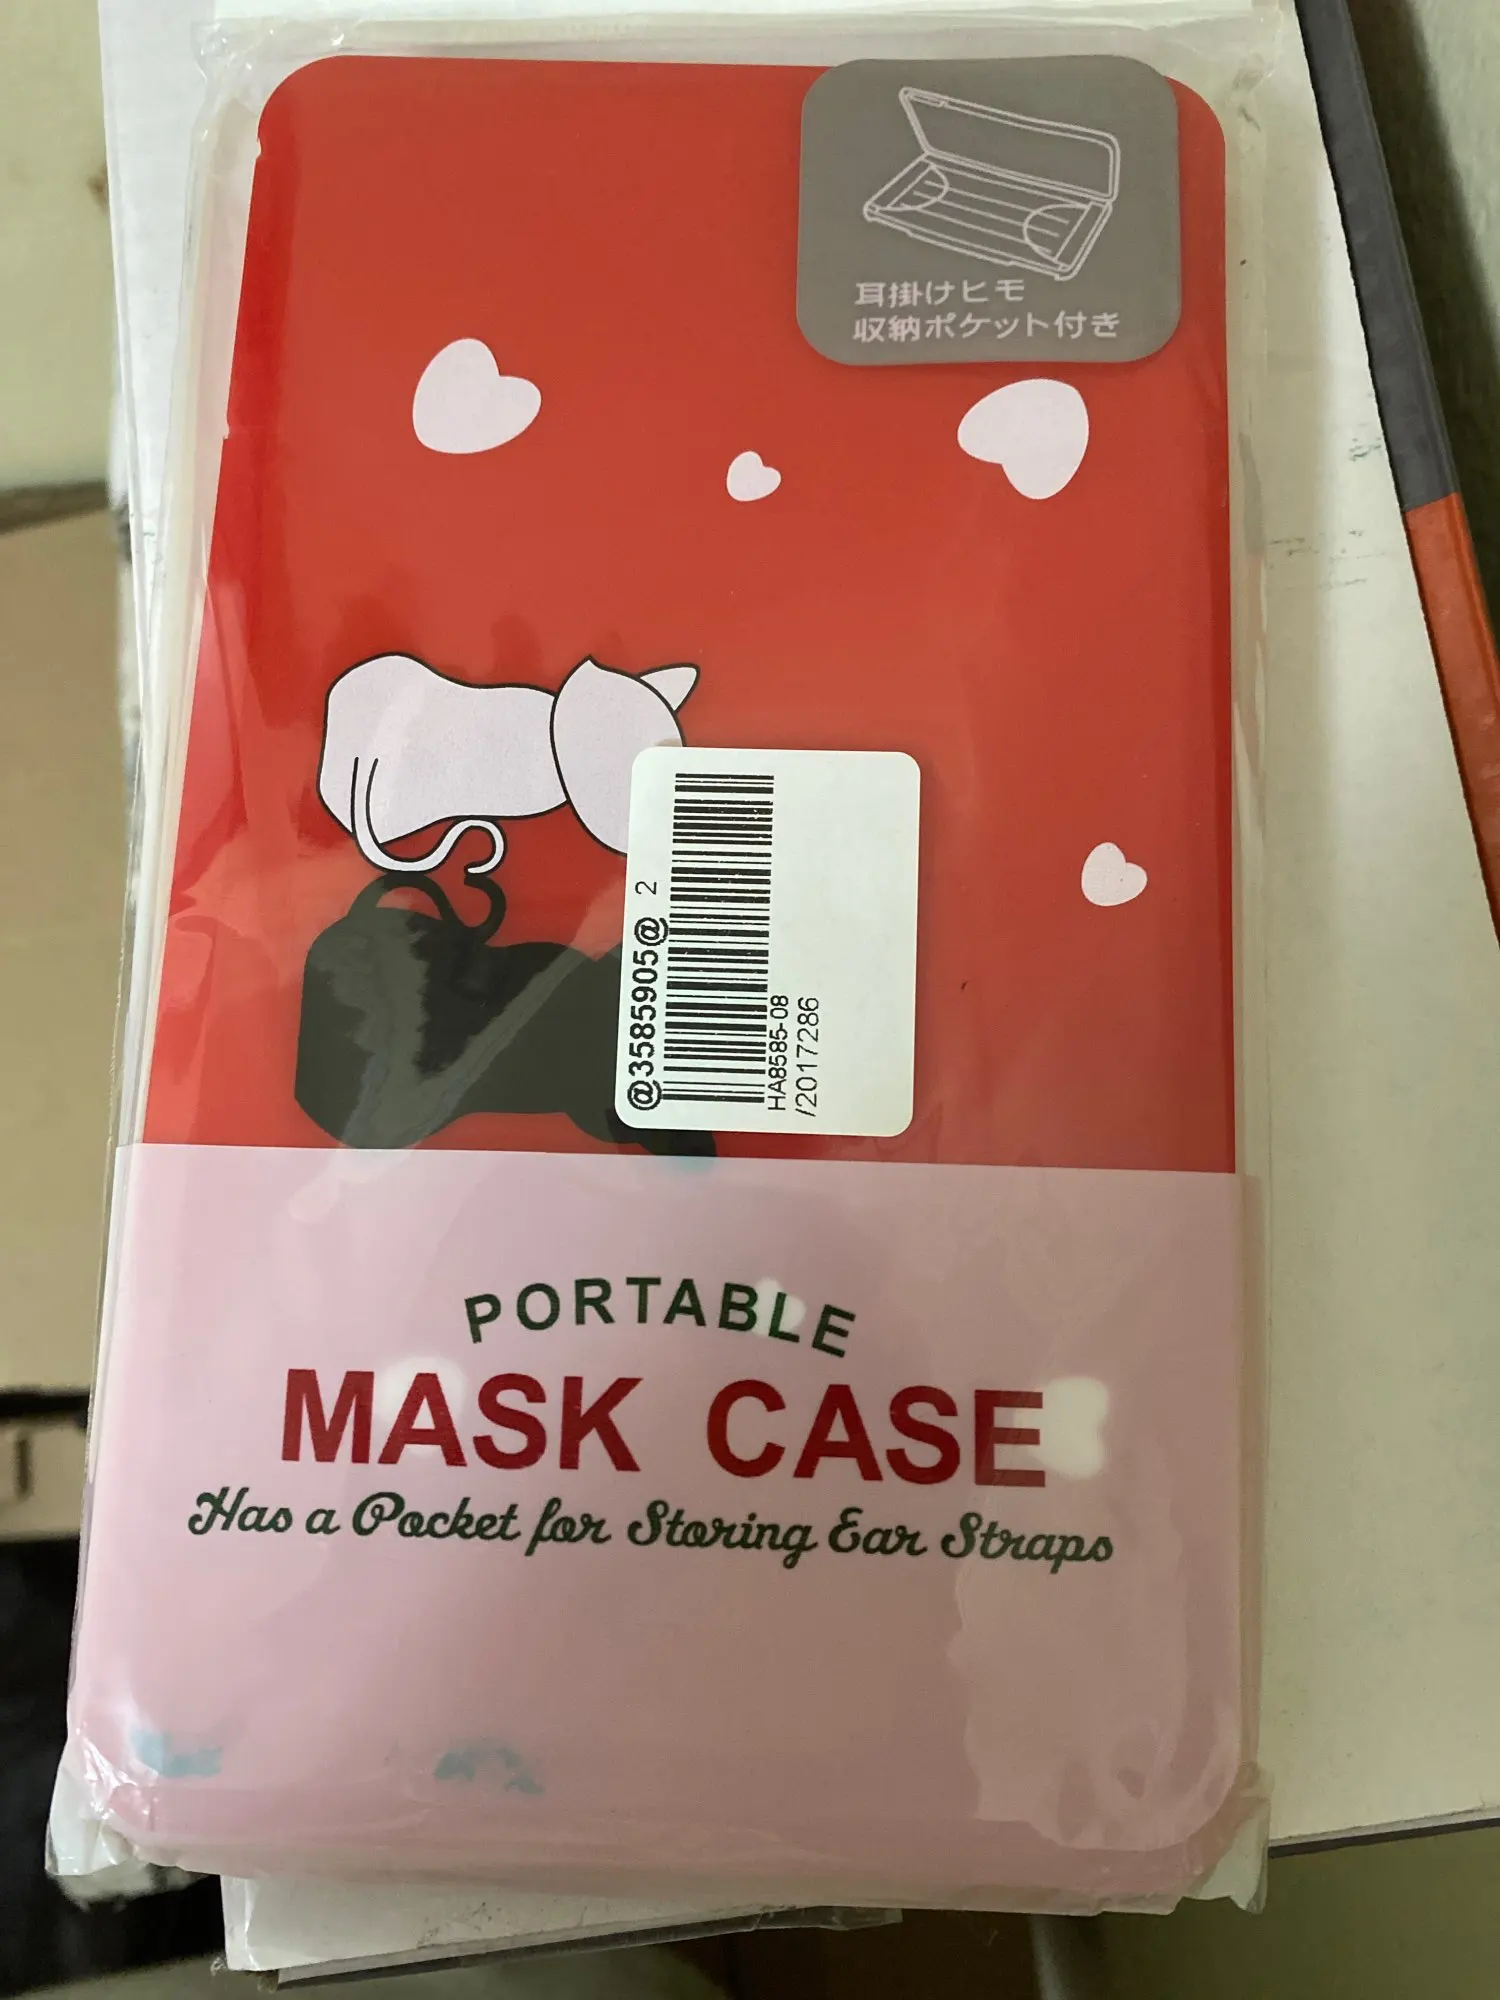 耳掛けヒモ
収納ポケット付き
@3585905@ 2
HA8585-08
/2017286
PORTABLE
MASK CASE
Has a Pocket for Storing Ear Straps